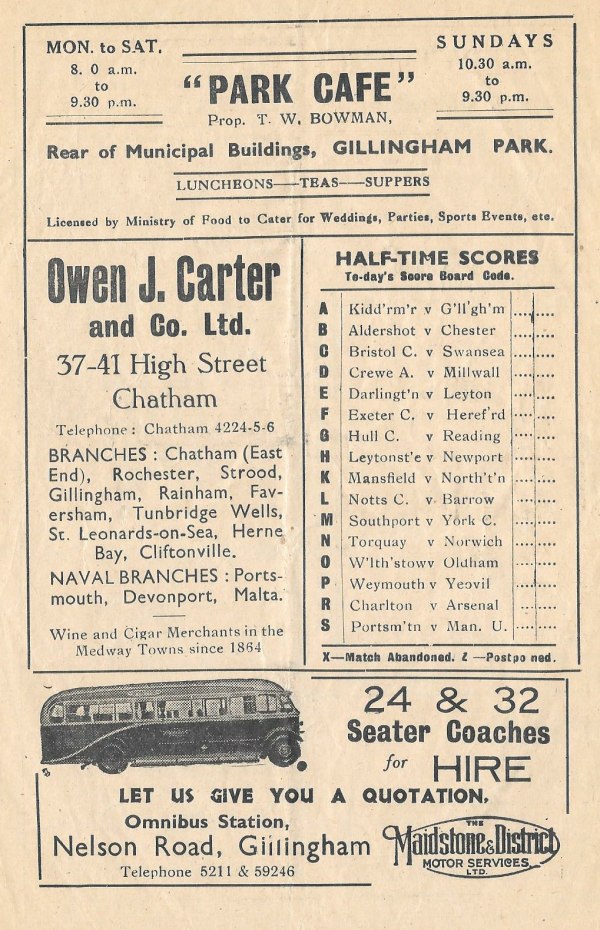 MON. to SAT.
8. 0 a.m.
to
9.30 p.m.
"PARK CAFE"
Prop. T. W. BOWMAN,
SUNDAYS
10.30 a.m.
to
9.30 p.m.
Rear of Municipal Buildings, GILLINGHAM PARK.
LUNCHEONS—TEAS—SUPPERS
Licensed by Ministry of Food to Cater for Weddings, Parties, Sports Events, etc.
Owen J. Carter
and Co. Ltd.
37-41 High Street
Chatham
Telephone: Chatham 4224-5-6
BRANCHES: Chatham (East
End), Rochester, Strood,
Gillingham, Rainham, Fav-
ersham, Tunbridge Wells,
St. Leonards-on-Sea, Herne
Bay, Cliftonville.
NAVAL BRANCHES: Ports-
mouth, Devonport, Malta.
Wine and Cigar Merchants in the
Medway Towns since 1864
HALF-TIME SCORES
To-day's Score Board Code.
A Kidd'rm'r v G'll'gh'm
B Aldershot v Chester
C Bristol C. v Swansea
D Crewe A. v Millwall
E Darlingt'n v Leyton
F Exeter C. v Heref'rd
G Hull C. v Reading
H Leytonst'e v Newport
K Mansfield v North't'n
L Notts C. v Barrow
M Southport v York C.
N Torquay v Norwich
O W'lth'stowv Oldham
P Weymouth v Yeovil
R Charlton v Arsenal
S Portsm'tn v Man. U.
X—Match Abandoned. Z —Postpo ned.
24 & 32
Seater Coaches
for HIRE
LET US GIVE YOU A QUOTATION.
Omnibus Station,
Nelson Road, Gillingham
Telephone 5211 & 59246
THE
Maidstone & District
MOTOR SERVICES,
LTD.